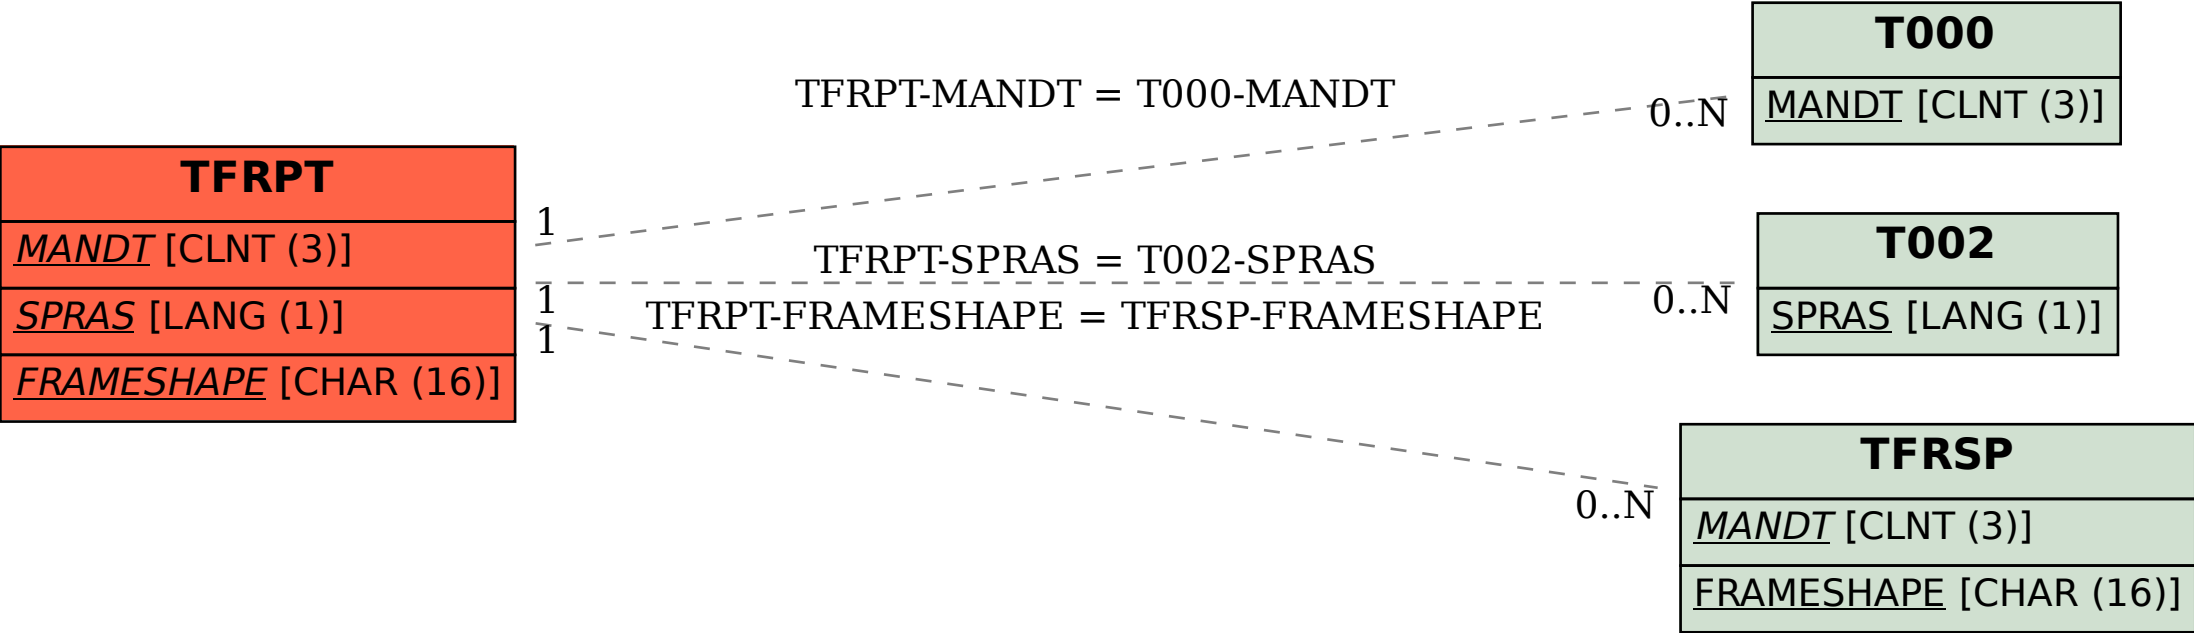 TFRPT
MANDT [CLNT (3)]
SPRAS [LANG (1)]
FRAMESHAPE [CHAR (16)]
TFRPT-MANDT = T000-MANDT
1
0..N
TFRPT-SPRAS = T002-SPRAS
1
0..N
TFRPT-FRAMESHAPE = TFRSP-FRAMESHAPE
1
0..N
T000
MANDT [CLNT (3)]
T002
SPRAS [LANG (1)]
TFRSP
MANDT [CLNT (3)]
FRAMESHAPE [CHAR (16)]